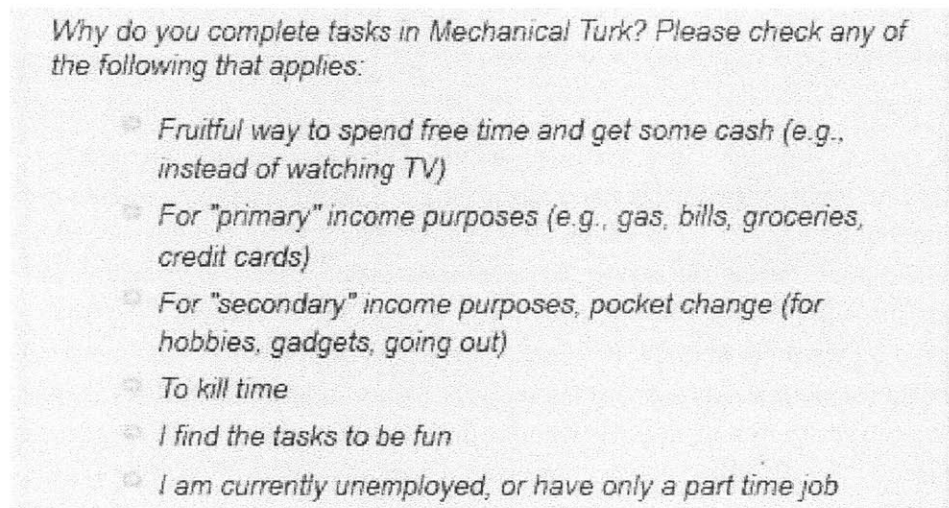 Why do you complete tasks in Mechanical Turk? Please check any of
the following that applies:
Fruitful way to spend free time and get some cash (e.g.,
instead of watching TV)
For "primary" income purposes (e.g., gas, bills, groceries,
credit cards)
For "secondary" income purposes, pocket change (for
hobbies, gadgets, going out)
To kill time
I find the tasks to be fun
I am currently unemployed, or have only a part time job